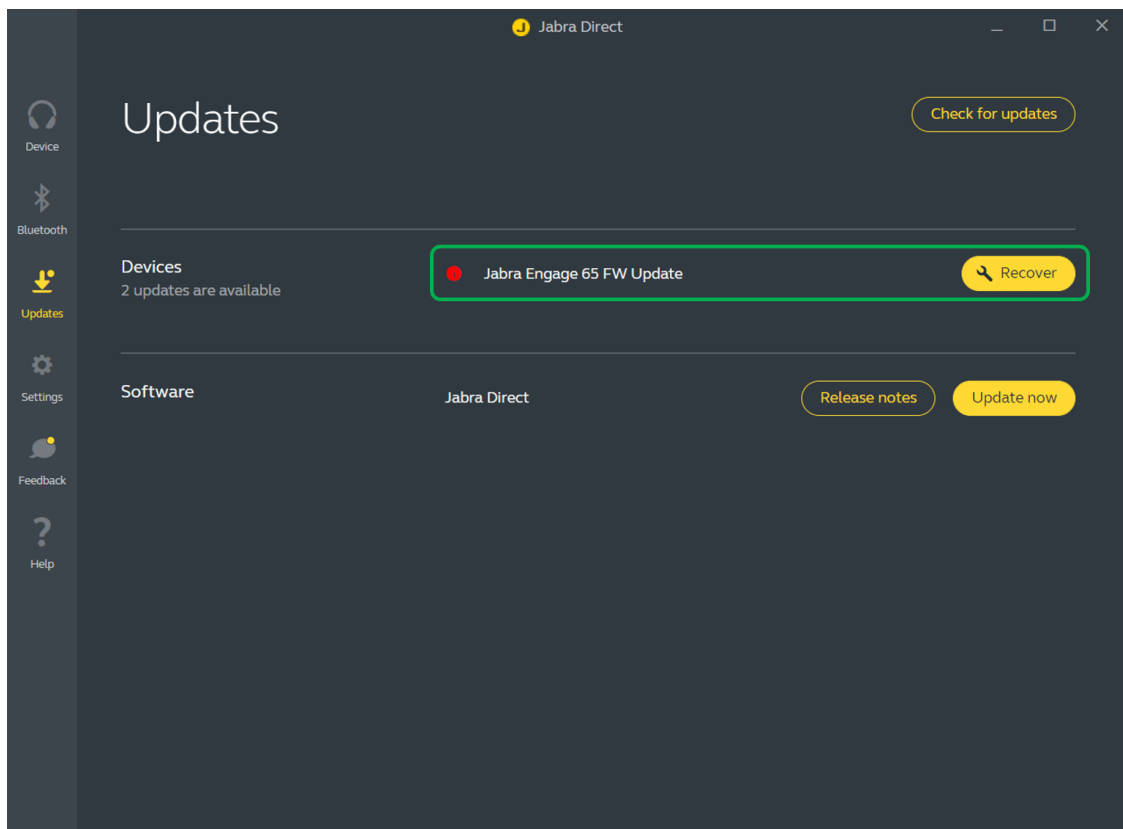 Jabra Direct
Updates
Check for updates
Device
Bluetooth
Updates
Settings
Feedback
Help
Devices
2 updates are available
Jabra Engage 65 FW Update
Recover
Software
Jabra Direct
Release notes
Update now